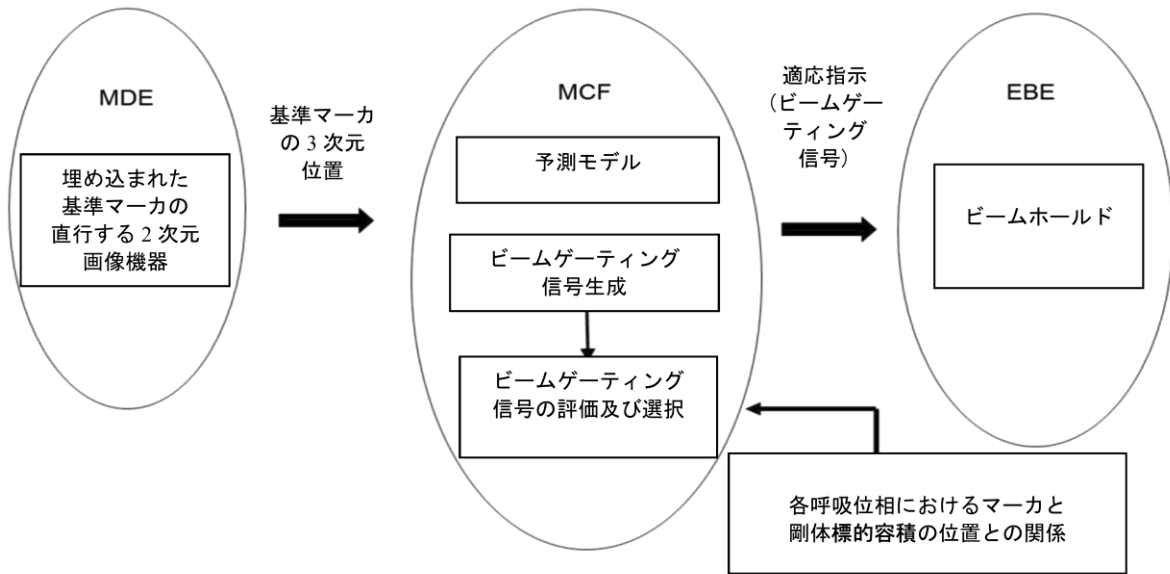 MDE
埋め込まれた
基準マーカの
直行する2次元
画像機器
基準マーカ
の3次元
位置
MCF
予測モデル
ビームゲーティング
信号生成
ビームゲーティング
信号の評価及び選択
適応指示
(ビームゲー
ティング
信号)
EBE
ビームホールド
各呼吸位相におけるマーカと
剛体標的容積の位置との関係